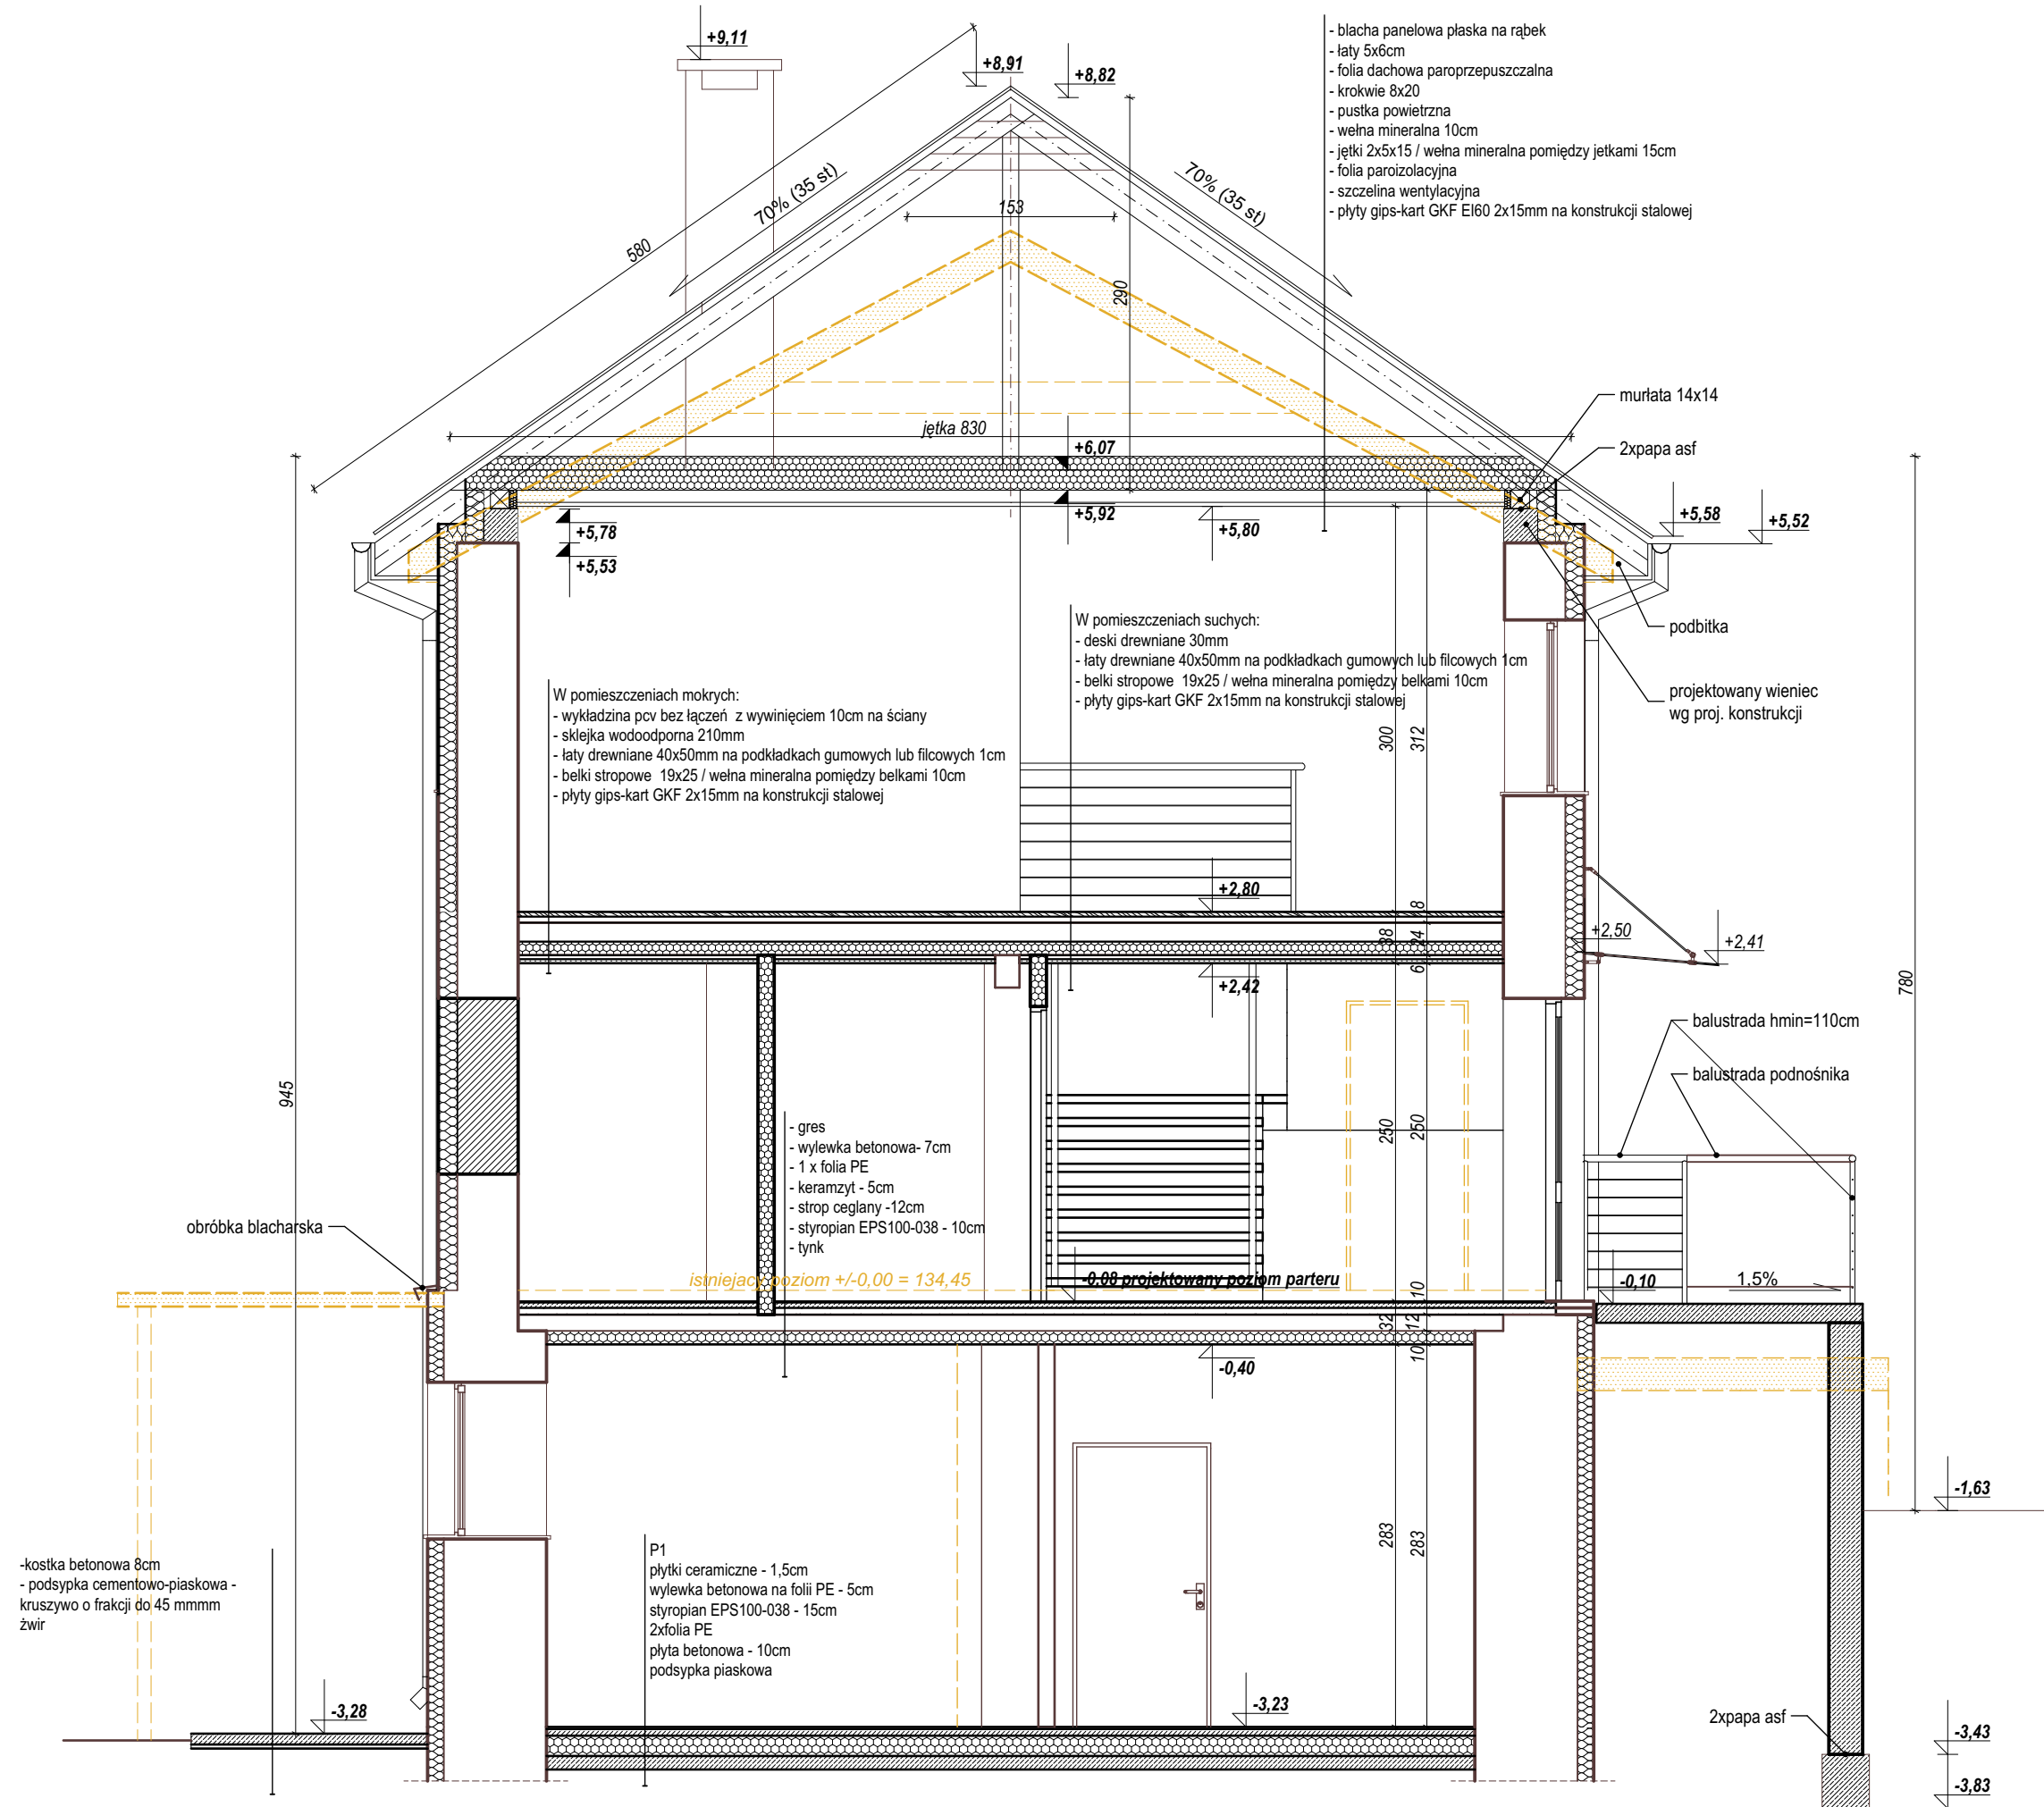 +9,11
+8,91
+8,82
- blacha panelowa płaska na rąbek
- łaty 5x6cm
- folia dachowa paroprzepuszczalna
- krokwie 8x20
- pustka powietrzna
- wełna mineralna 10cm
- jętki 2x5x15 / wełna mineralna pomiędzy jetkami 15cm
- folia paroizolacyjna
- szczelina wentylacyjna
- płyty gips-kart GKF EI60 2x15mm na konstrukcji stalowej
70% (35 st)
70% (35 st)
153
580
290
murłata 14x14
jętka 830
+6,07
2xpapa asf
+5,92
+5,78
+5,80
+5,58
+5,52
+5,53
podbitka
projektowany wieniec
wg proj. konstrukcji
W pomieszczeniach suchych:
- deski drewniane 30mm
- łaty drewniane 40x50mm na podkładkach gumowych lub filcowych 1cm
- belki stropowe  19x25 / wełna mineralna pomiędzy belkami 10cm
- płyty gips-kart GKF 2x15mm na konstrukcji stalowej
W pomieszczeniach mokrych:
- wykładzina pcv bez łączeń  z wywinięciem 10cm na ściany
- sklejka wodoodporna 210mm
- łaty drewniane 40x50mm na podkładkach gumowych lub filcowych 1cm
- belki stropowe  19x25 / wełna mineralna pomiędzy belkami 10cm
- płyty gips-kart GKF 2x15mm na konstrukcji stalowej
300
312
+2,80
8
38
24
6
+2,50
+2,41
+2,42
780
945
balustrada hmin=110cm
balustrada podnośnika
250
250
- gres
- wylewka betonowa- 7cm
- 1 x folia PE
- keramzyt - 5cm
- strop ceglany -12cm
- styropian EPS100-038 - 10cm
- tynk
obróbka blacharska
istniejacy poziom +/-0,00 = 134,45
-0.08 projektowany poziom parteru
10
-0,10
1,5%
32
12
10
-0,40
-1,63
283
283
-kostka betonowa 8cm
- podsypka cementowo-piaskowa -
kruszywo o frakcji do 45 mmmm
żwir
P1
płytki ceramiczne - 1,5cm
wylewka betonowa na folii PE - 5cm
styropian EPS100-038 - 15cm
2xfolia PE
płyta betonowa - 10cm
podsypka piaskowa
-3,28
-3,23
2xpapa asf
-3,43
-3,83